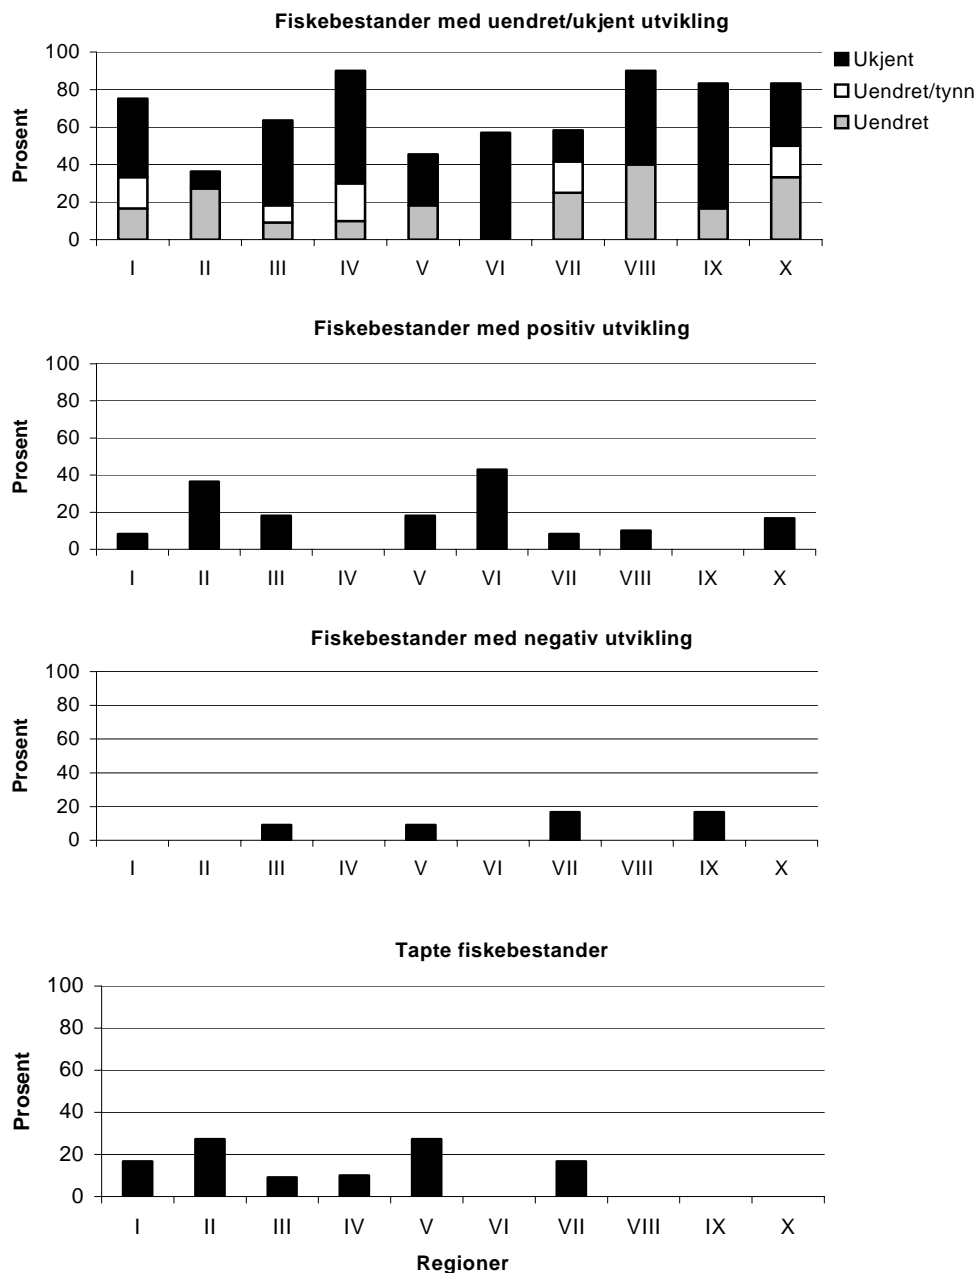 Fiskebestander med uendret/ukjent utvikling
Prosent
100
80
60
40
20
0
I II III IV V VI VII VIII IX X
Ukjent
Uendret/tynn
Uendret
Fiskebestander med positiv utvikling
Prosent
100
80
60
40
20
0
I II III IV V VI VII VIII IX X
Fiskebestander med negativ utvikling
Prosent
100
80
60
40
20
0
I II III IV V VI VII VIII IX X
Tapte fiskebestander
Prosent
100
80
60
40
20
0
I II III IV V VI VII VIII IX X
Regioner